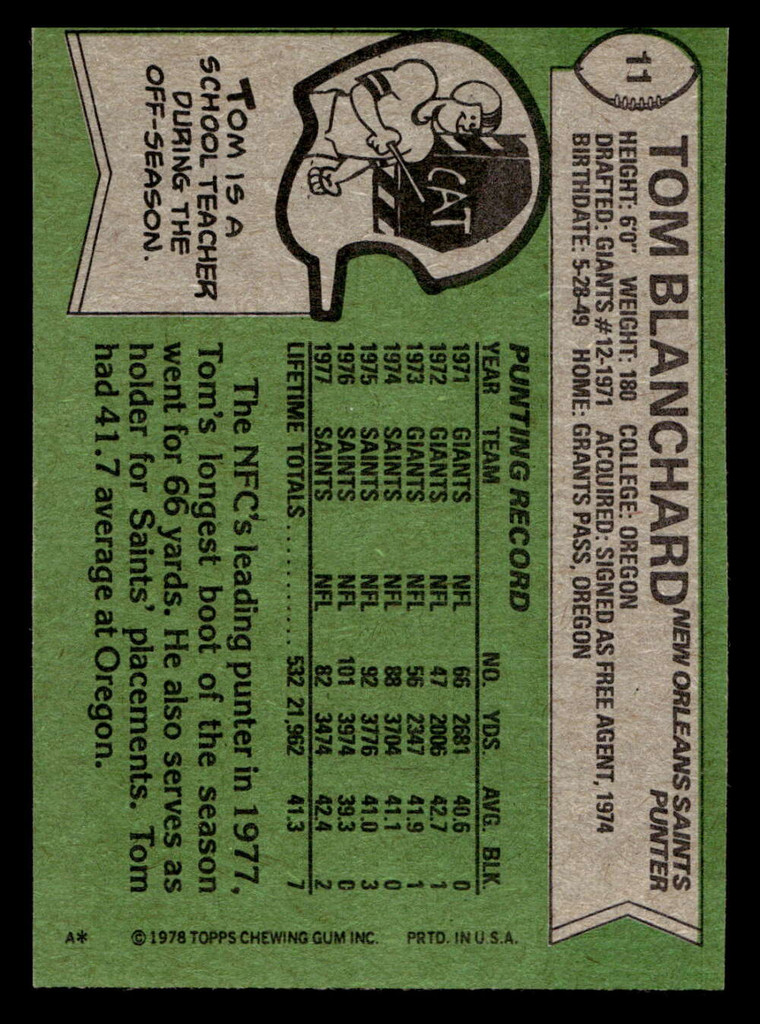 11
TOM BLANCHARD NEW ORLEANS SAINTS
PUNTER
HEIGHT: 6'0" WEIGHT: 180 COLLEGE: OREGON
DRAFTED: GIANTS #12-1971 ACQUIRED: SIGNED AS FREE AGENT, 1974
BIRTHDATE: 5-28-49 HOME: GRANTS PASS, OREGON
CAT
TOM IS A
SCHOOL TEACHER
DURING THE
OFF-SEASON.
PUNTING RECORD
YEAR TEAM NO. YDS. AVG. BLK.
1971 GIANTS NFL 66 2681 40.6 0
1972 GIANTS NFL 47 2006 42.7 1
1973 GIANTS NFL 56 2347 41.9 1
1974 SAINTS NFL 88 3704 41.1 0
1975 SAINTS NFL 92 3776 41.0 3
1976 SAINTS NFL 101 3974 39.3 0
1977 SAINTS NFL 82 3474 42.4 2
LIFETIME TOTALS.......... 532 21,962 41.3 7
The NFC's leading punter in 1977,
Tom's longest boot of the season
went for 66 yards. He also serves as
holder for Saints' placements. Tom
had 41.7 average at Oregon.
A* © 1978 TOPPS CHEWING GUM INC. PRTD. IN U.S.A.